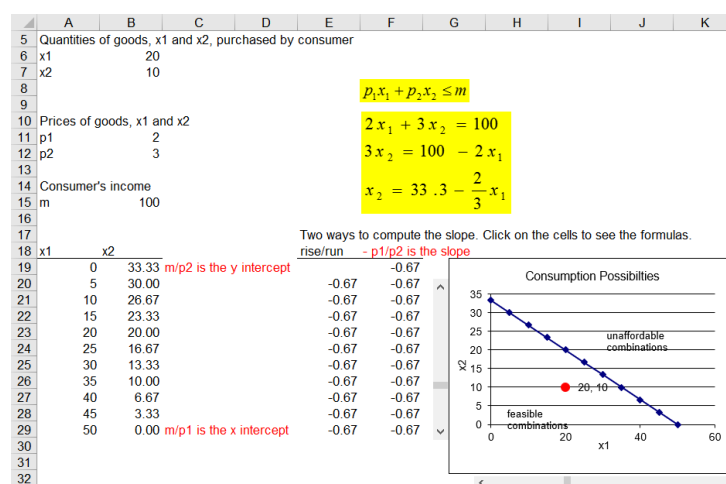 A B C D E F G H I J K
5 Quantities of goods, x1 and x2, purchased by consumer
6 x1 20
7 x2 10
8 p₁x₁ + p₂x₂ ≤ m
9
10 Prices of goods, x1 and x2 2x₁ + 3x₂ = 100
11 p1 2
12 p2 3 3x₂ = 100 - 2x₁
13
14 Consumer's income x₂ = 33.3 - 2/3 x₁
15 m 100
16
17 Two ways to compute the slope. Click on the cells to see the formulas.
18 x1 x2 rise/run - p1/p2 is the slope
19 0 33.33 m/p2 is the y intercept -0.67
20 5 30.00 -0.67 -0.67
21 10 26.67 -0.67 -0.67
22 15 23.33 -0.67 -0.67
23 20 20.00 -0.67 -0.67
24 25 16.67 -0.67 -0.67
25 30 13.33 -0.67 -0.67
26 35 10.00 -0.67 -0.67
27 40 6.67 -0.67 -0.67
28 45 3.33 -0.67 -0.67
29 50 0.00 m/p1 is the x intercept -0.67 -0.67
30
31
32
Consumption Possibilties
35
30
25
20
15
10
5
0
x2
unaffordable
combinations
20, 10
feasible
combinations
0 20 40 60
x1